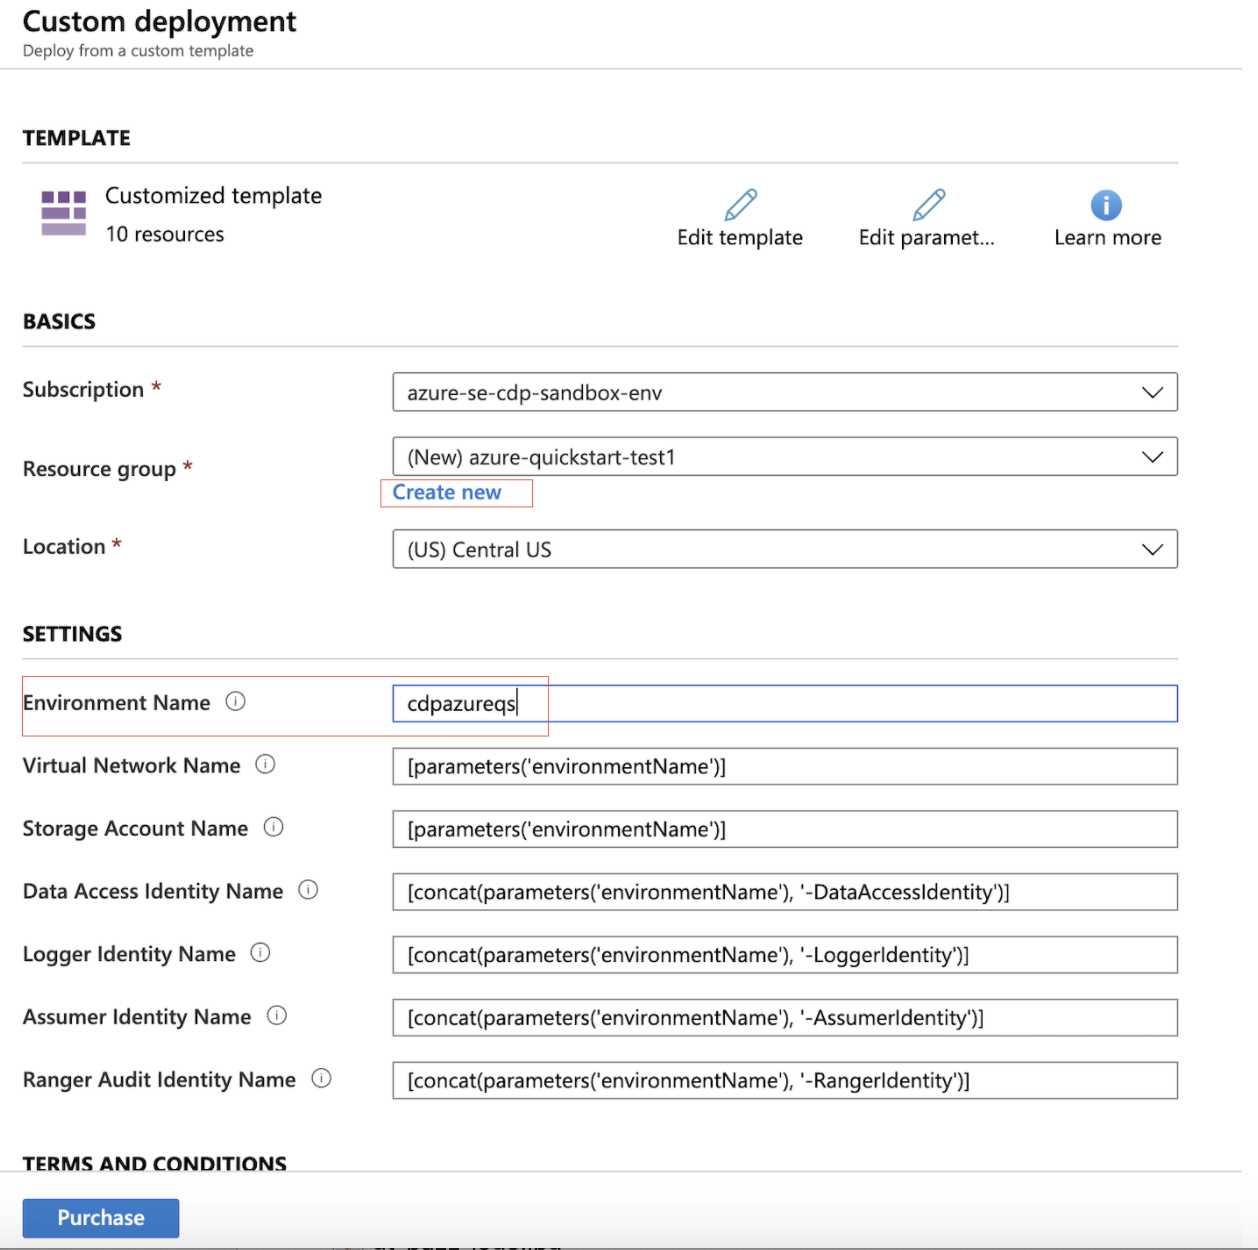 Custom deployment
Deploy from a custom template
TEMPLATE
Customized template
10 resources
Edit template
Edit paramet...
Learn more
BASICS
Subscription *
azure-se-cdp-sandbox-env
Resource group *
(New) azure-quickstart-test1
Create new
Location *
(US) Central US
SETTINGS
Environment Name
cdpazureqs
Virtual Network Name
[parameters('environmentName')]
Storage Account Name
[parameters('environmentName')]
Data Access Identity Name
[concat(parameters('environmentName'), '-DataAccessIdentity')]
Logger Identity Name
[concat(parameters('environmentName'), '-LoggerIdentity')]
Assumer Identity Name
[concat(parameters('environmentName'), '-AssumerIdentity')]
Ranger Audit Identity Name
[concat(parameters('environmentName'), '-RangerIdentity')]
TERMS AND CONDITIONS
Purchase